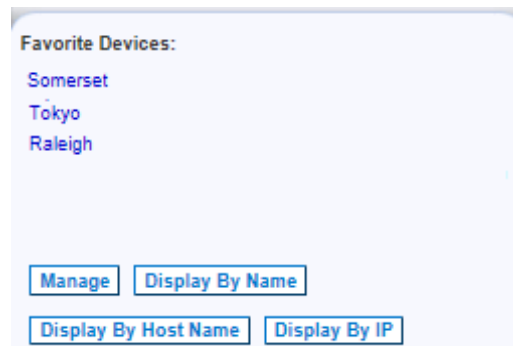 Favorite Devices:
Somerset
Tokyo
Raleigh
Manage Display By Name
Display By Host Name Display By IP